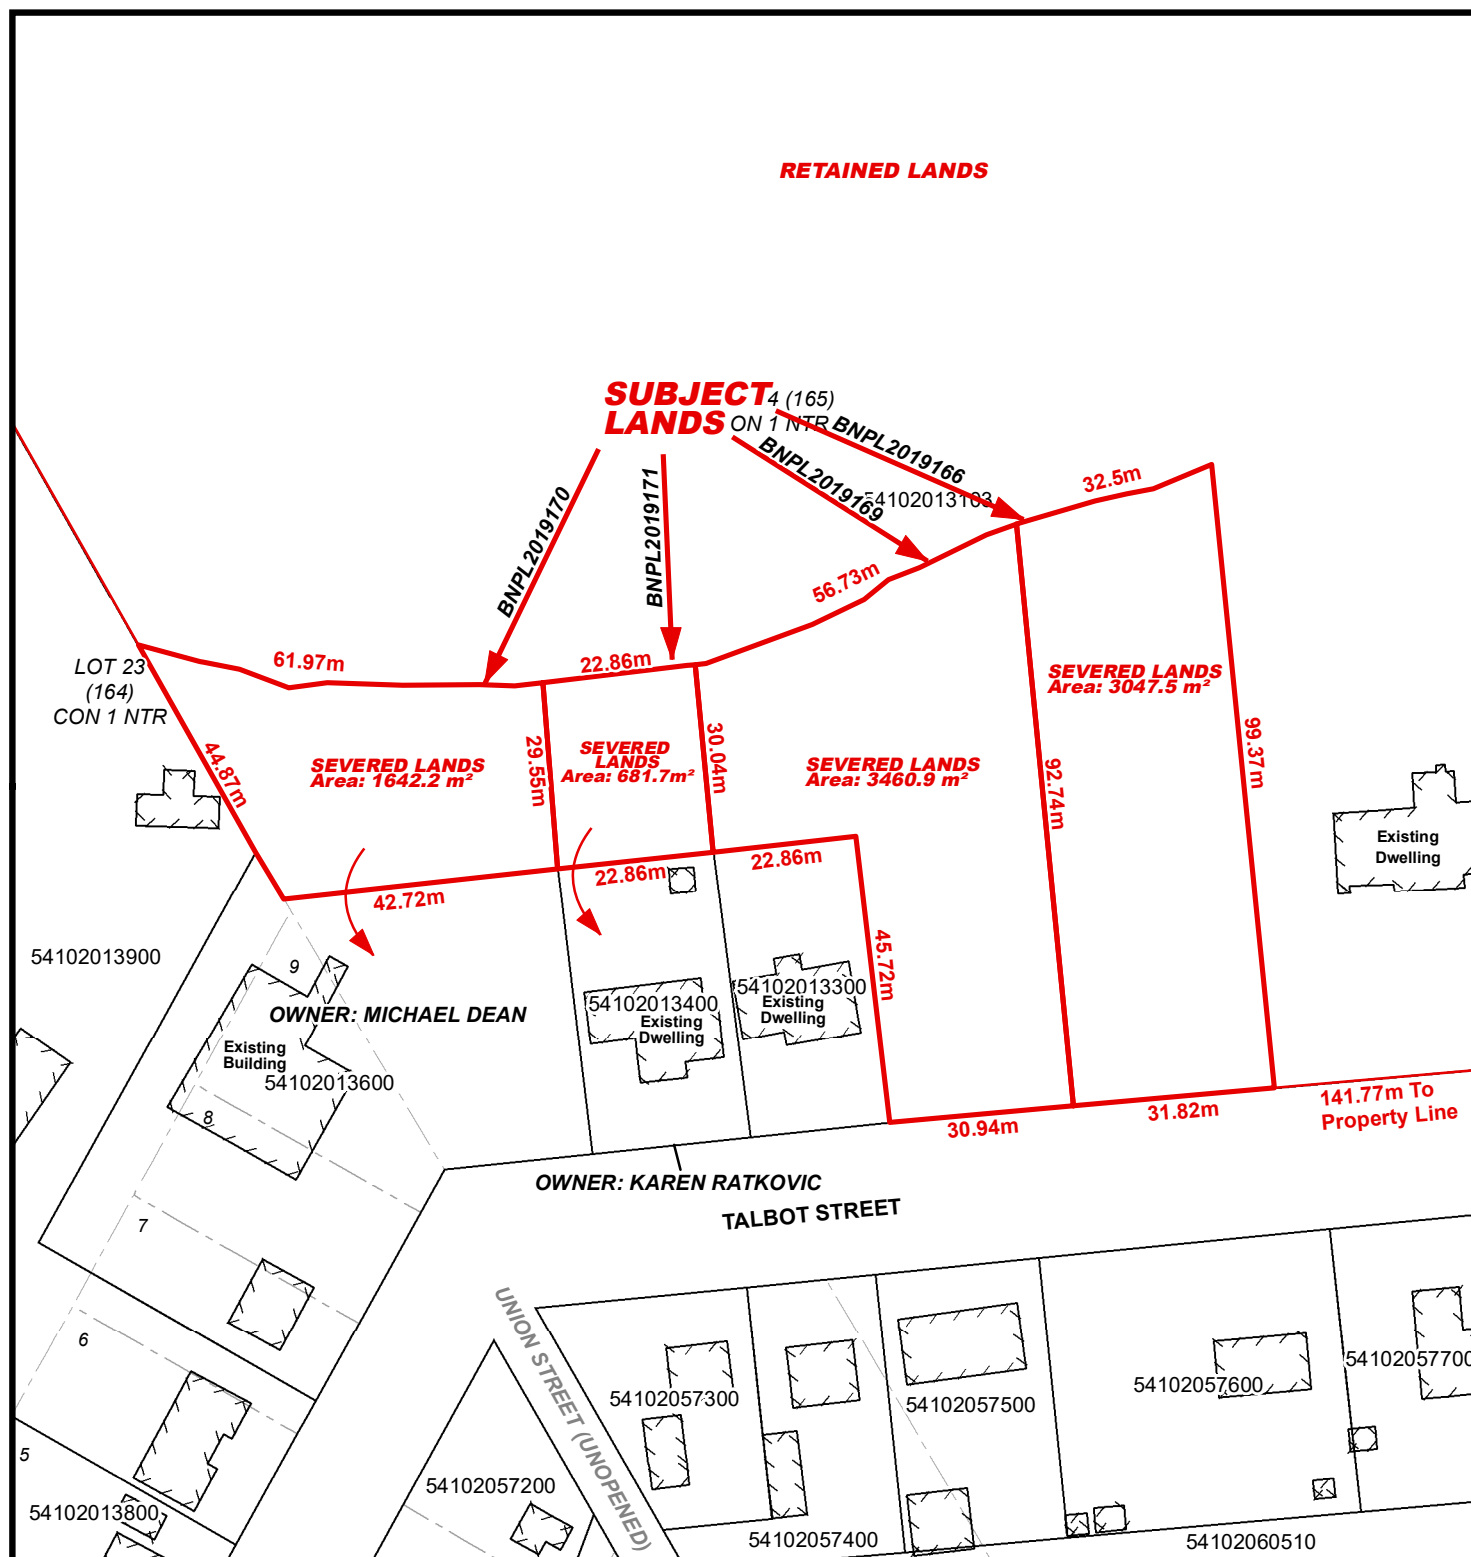 RETAINED LANDS
SUBJECT
LANDS
4 (165)
ON 1 NTR
BNPL2019166
BNPL2019169
BNPL2019171
BNPL2019170
54102013103
32.5m
56.73m
22.86m
61.97m
LOT 23
(164)
CON 1 NTR
44.87m
SEVERED LANDS
Area: 1642.2 m²
29.55m
SEVERED
LANDS
Area: 681.7m²
30.04m
SEVERED LANDS
Area: 3460.9 m²
92.74m
SEVERED LANDS
Area: 3047.5 m²
99.37m
Existing
Dwelling
42.72m
22.86m
22.86m
45.72m
54102013900
9
OWNER: MICHAEL DEAN
Existing
Building
54102013600
8
54102013400
Existing
Dwelling
54102013300
Existing
Dwelling
30.94m
31.82m
141.77m To
Property Line
OWNER: KAREN RATKOVIC
TALBOT STREET
7
6
5
UNION STREET (UNOPENED)
54102057300
54102057500
54102057600
54102057700
54102057200
54102013800
54102057400
54102060510